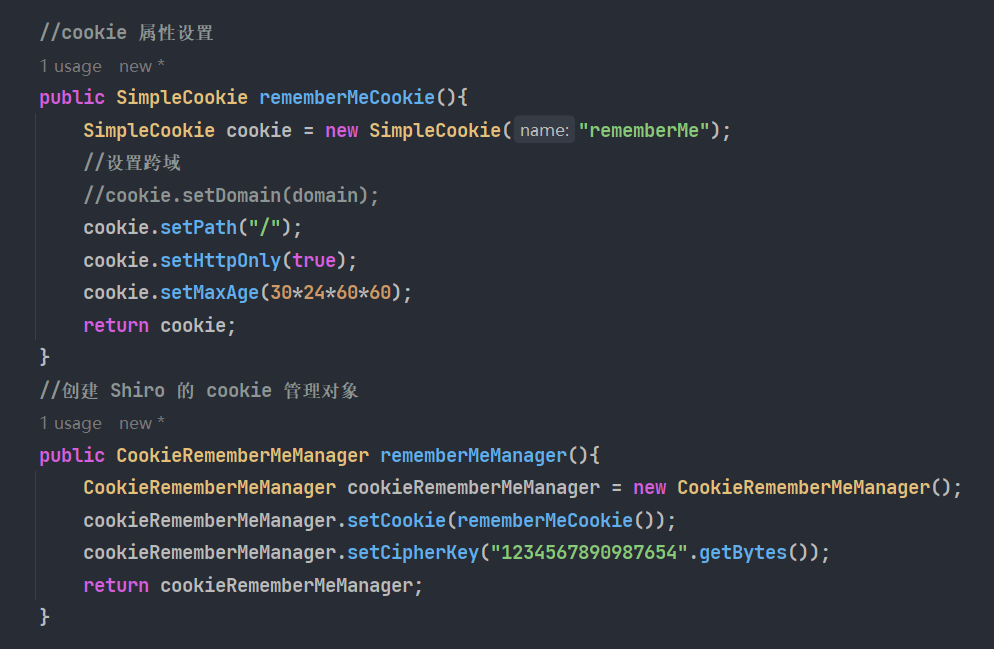 //cookie 属性设置
1 usage new *
public SimpleCookie rememberMeCookie(){
SimpleCookie cookie = new SimpleCookie( name: "rememberMe");
//设置跨域
//cookie.setDomain(domain);
cookie.setPath("/");
cookie.setHttpOnly(true);
cookie.setMaxAge(30*24*60*60);
return cookie;
}
//创建 Shiro 的 cookie 管理对象
1 usage new *
public CookieRememberMeManager rememberMeManager(){
CookieRememberMeManager cookieRememberMeManager = new CookieRememberMeManager();
cookieRememberMeManager.setCookie(rememberMeCookie());
cookieRememberMeManager.setCipherKey("1234567890987654".getBytes());
return cookieRememberMeManager;
}